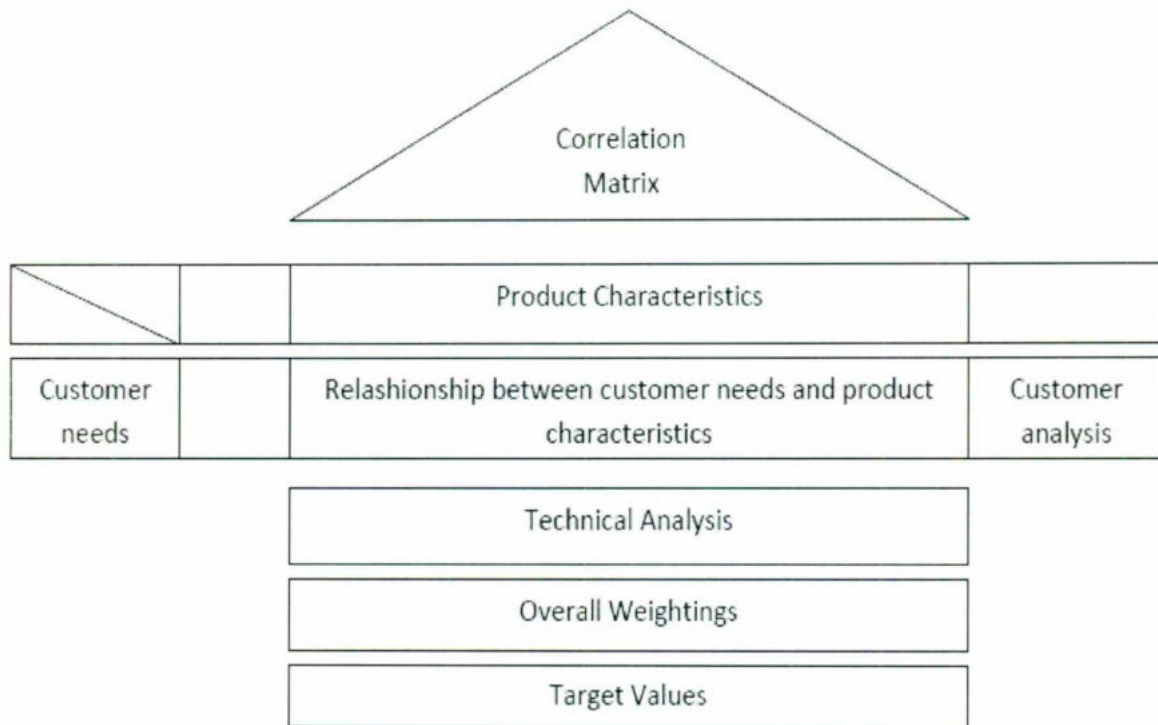 Correlation
Matrix
Product Characteristics
Customer
needs
Relashionship between customer needs and product
characteristics
Customer
analysis
Technical Analysis
Overall Weightings
Target Values